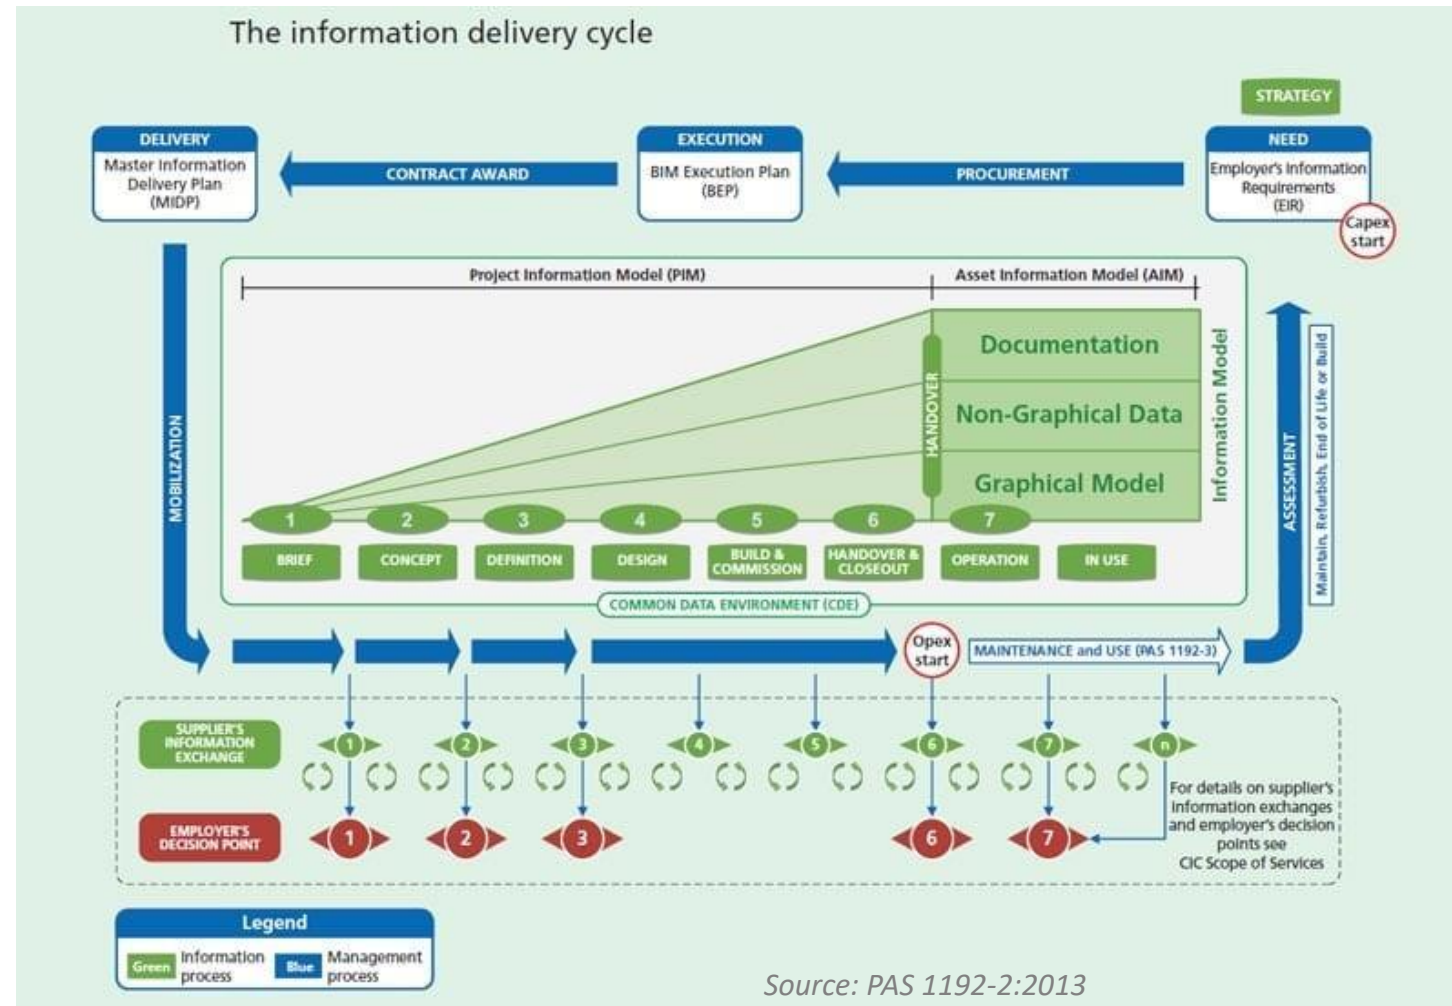 The information delivery cycle
STRATEGY
DELIVERY
Master Information
Delivery Plan
(MIDP)
CONTRACT AWARD
EXECUTION
BIM Execution Plan
(BEP)
PROCUREMENT
NEED
Employer's Information
Requirements
(EIR)
Capex
start
Project Information Model (PIM)
Asset Information Model (AIM)
Documentation
Non-Graphical Data
Graphical Model
HANDOVER
Information Model
MOBILIZATION
ASSESSMENT
Maintain, Refurbish, End of Life or Build
1
2
3
4
5
6
7
BRIEF
CONCEPT
DEFINITION
DESIGN
BUILD &
COMMISSION
HANDOVER &
CLOSEOUT
OPERATION
IN USE
COMMON DATA ENVIRONMENT (CDE)
Opex
start
MAINTENANCE and USE (PAS 1192-3)
SUPPLIER'S
INFORMATION
EXCHANGE
1
2
3
4
5
6
7
n
EMPLOYER'S
DECISION POINT
1
2
3
6
7
For details on supplier's
information exchanges
and employer's decision
points see
CIC Scope of Services
Legend
Green
Information
process
Blue
Management
process
Source: PAS 1192-2:2013